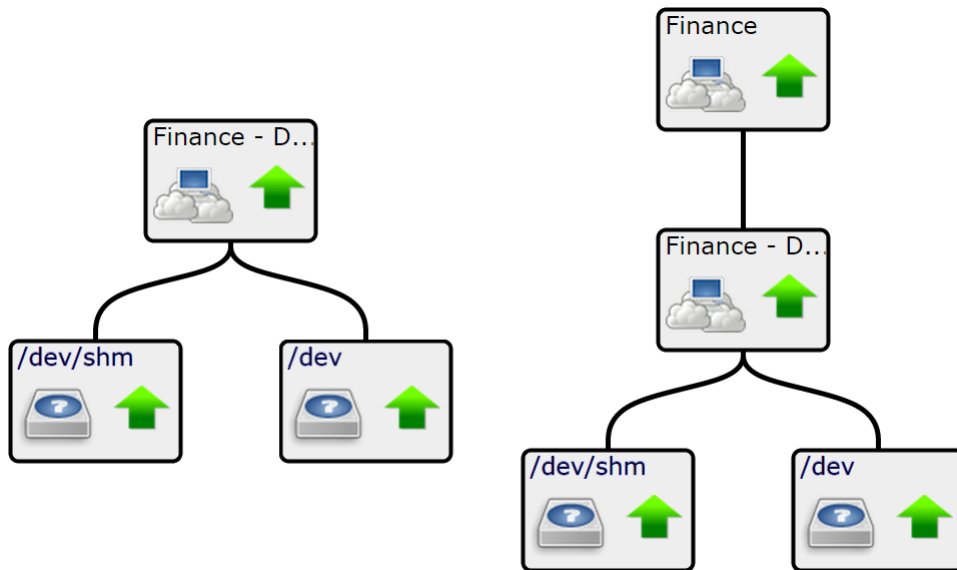 Finance - D...
/dev/shm
/dev
Finance
Finance - D...
/dev/shm
/dev
?
?
?
?